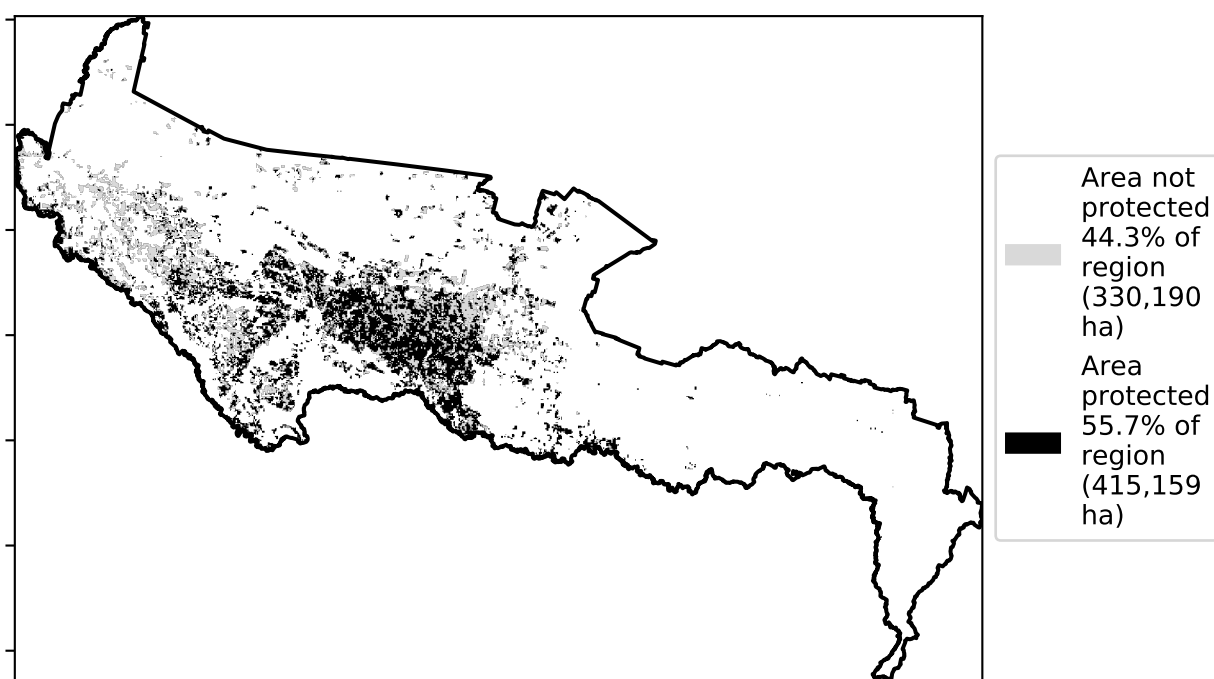 Area not
protected
44.3% of
region
(330,190
ha)
Area
protected
55.7% of
region
(415,159
ha)